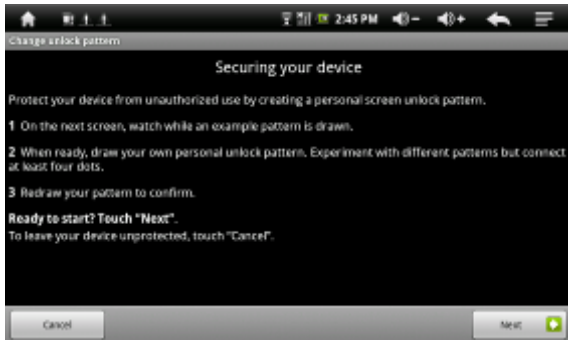 2:45 PM
Change unlock pattern
Securing your device
Protect your device from unauthorized use by creating a personal screen unlock pattern.
1 On the next screen, watch while an example pattern is drawn.
2 When ready, draw your own personal unlock pattern. Experiment with different patterns but connect
at least four dots.
3 Redraw your pattern to confirm.
Ready to start? Touch "Next".
To leave your device unprotected, touch "Cancel".
Cancel
Next